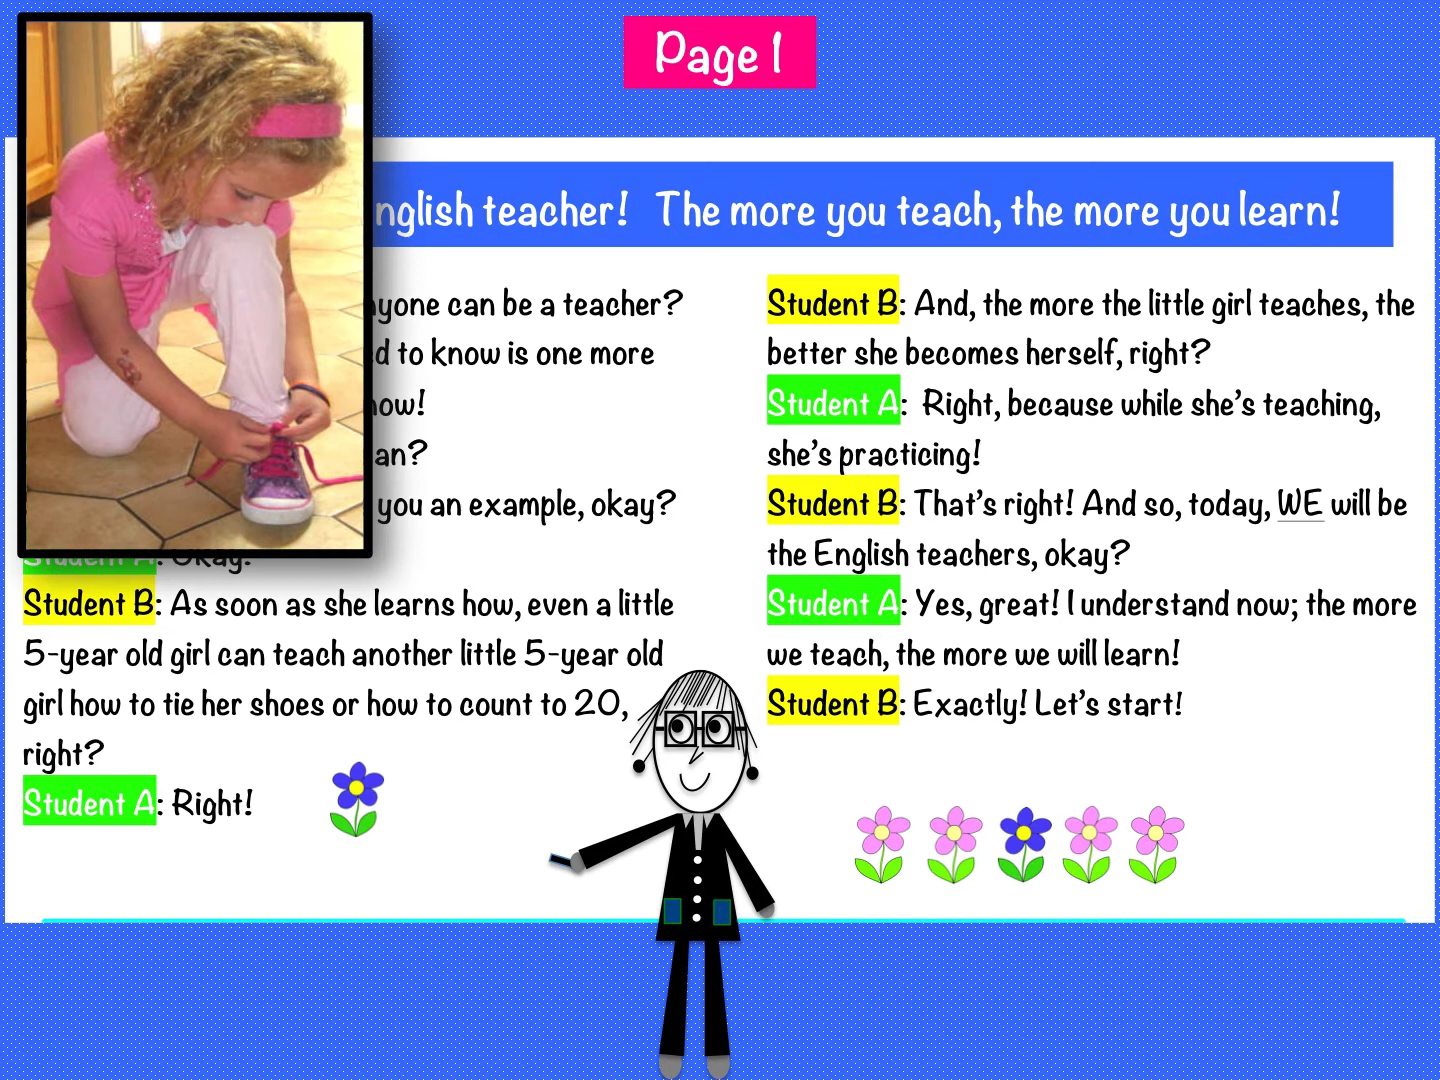 Page 1
nglish teacher! The more you teach, the more you learn!
nyone can be a teacher?
d to know is one more
now!
an?
you an example, okay?
Student A: Okay.
Student B: As soon as she learns how, even a little
5-year old girl can teach another little 5-year old
girl how to tie her shoes or how to count to 20,
right?
Student A: Right!
Student B: And, the more the little girl teaches, the
better she becomes herself, right?
Student A: Right, because while she's teaching,
she's practicing!
Student B: That's right! And so, today, WE will be
the English teachers, okay?
Student A: Yes, great! I understand now; the more
we teach, the more we will learn!
Student B: Exactly! Let's start!